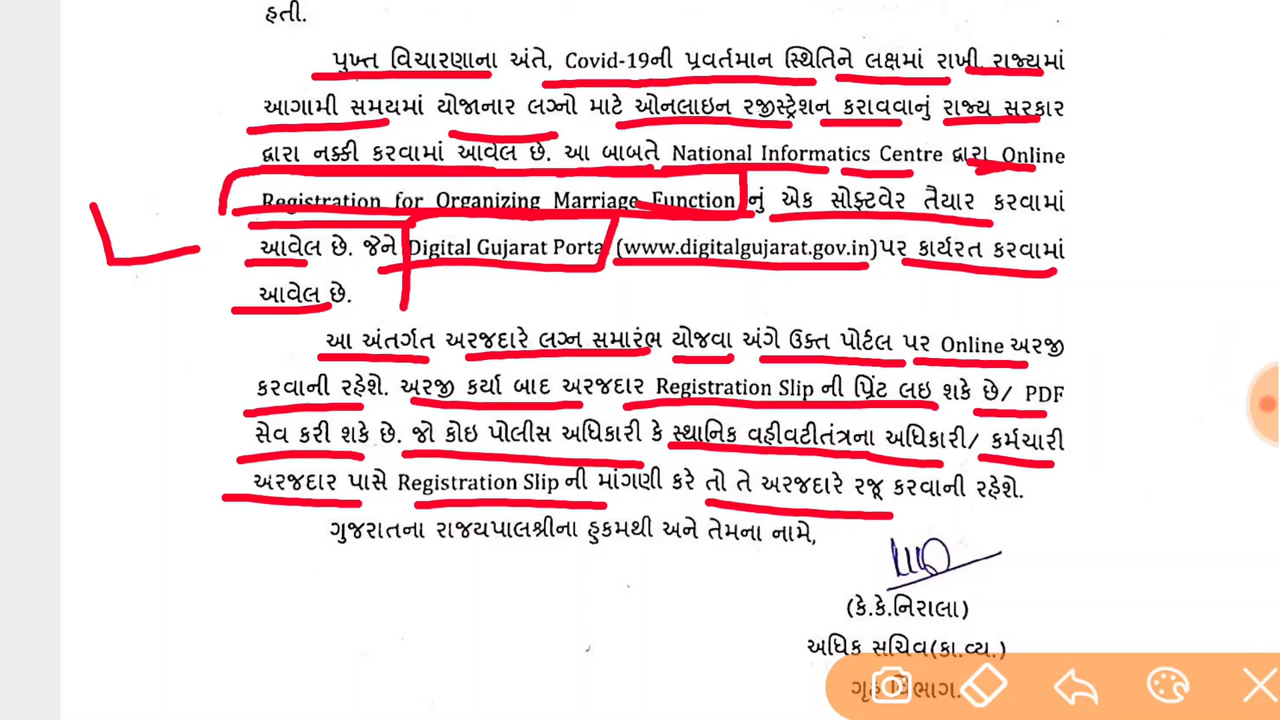 હતી.
પુખ્ત વિચારણાના અંતે, Covid-19ની પ્રવર્તમાન સ્થિતિને લક્ષમાં રાખી રાજ્યમાં
આગામી સમયમાં યોજાનાર લગ્નો માટે ઓનલાઇન રજીસ્ટ્રેશન કરાવવાનું રાજ્ય સરકાર
દ્વારા નક્કી કરવામાં આવેલ છે. આ બાબતે National Informatics Centre દ્વારા Online
Registration for Organizing Marriage Function નું એક સોફ્ટવેર તૈયાર કરવામાં
આવેલ છે. જેને Digital Gujarat Porta (www.digitalgujarat.gov.in)પર કાર્યરત કરવામાં
આવેલ છે.
આ અંતર્ગત અરજદારે લગ્ન સમારંભ યોજવા અંગે ઉક્ત પોર્ટલ પર Online અરજી
કરવાની રહેશે. અરજી કર્યા બાદ અરજદાર Registration Slip ની પ્રિંટ લઇ શકે છે/ PDF
સેવ કરી શકે છે. જો કોઇ પોલીસ અધિકારી કે સ્થાનિક વહીવટીતંત્રના અધિકારી/ કર્મચારી
અરજદાર પાસે Registration Slip ની માંગણી કરે તો તે અરજદારે રજૂ કરવાની રહેશે.
ગુજરાતના રાજ્યપાલશ્રીના હુકમથી અને તેમના નામે,
(કે.કે.નિરાલા)
અધિક સચિવ(કા.વ્ય.)
ગૃહ વિભાગ.